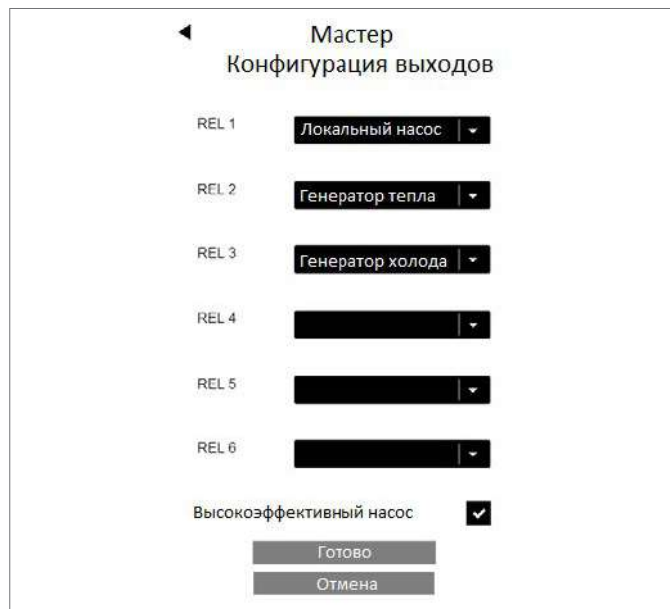 Мастер
Конфигурация выходов
REL 1 Локальный насос
REL 2 Генератор тепла
REL 3 Генератор холода
REL 4
REL 5
REL 6
Высокоэффективный насос
Готово
Отмена